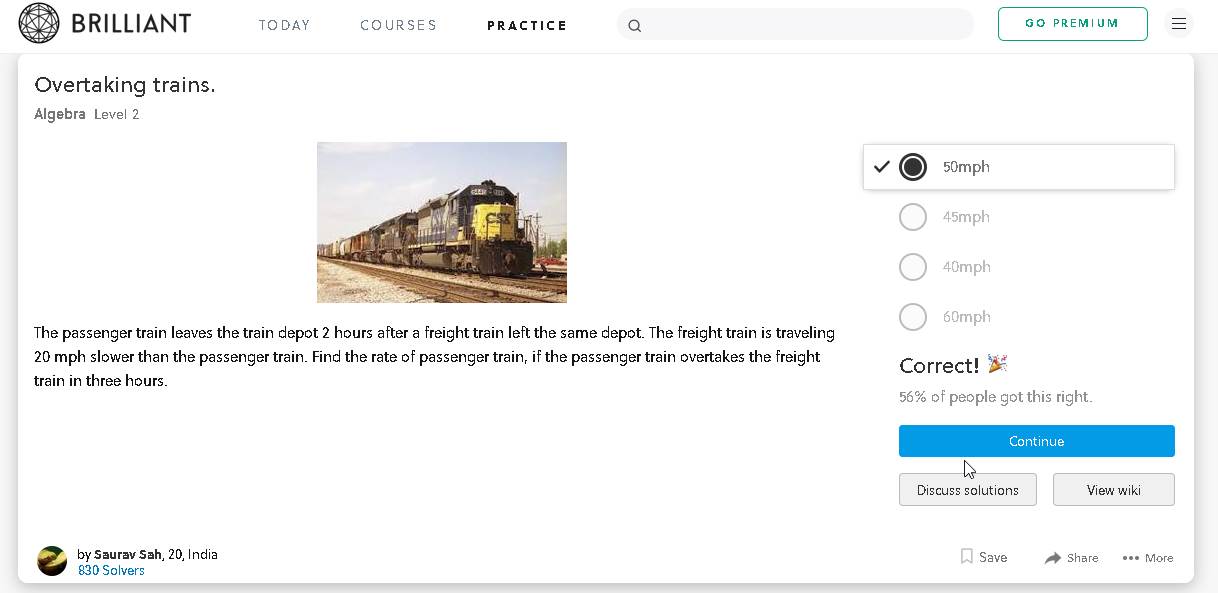 BRILLIANT
TODAY
COURSES
PRACTICE
GO PREMIUM
Overtaking trains.
Algebra Level 2
CSX
The passenger train leaves the train depot 2 hours after a freight train left the same depot. The freight train is traveling
20 mph slower than the passenger train. Find the rate of passenger train, if the passenger train overtakes the freight
train in three hours.
50mph
45mph
40mph
60mph
Correct! 🎉
56% of people got this right.
Continue
Discuss solutions
View wiki
by Saurav Sah, 20, India
830 Solvers
Save
Share
More